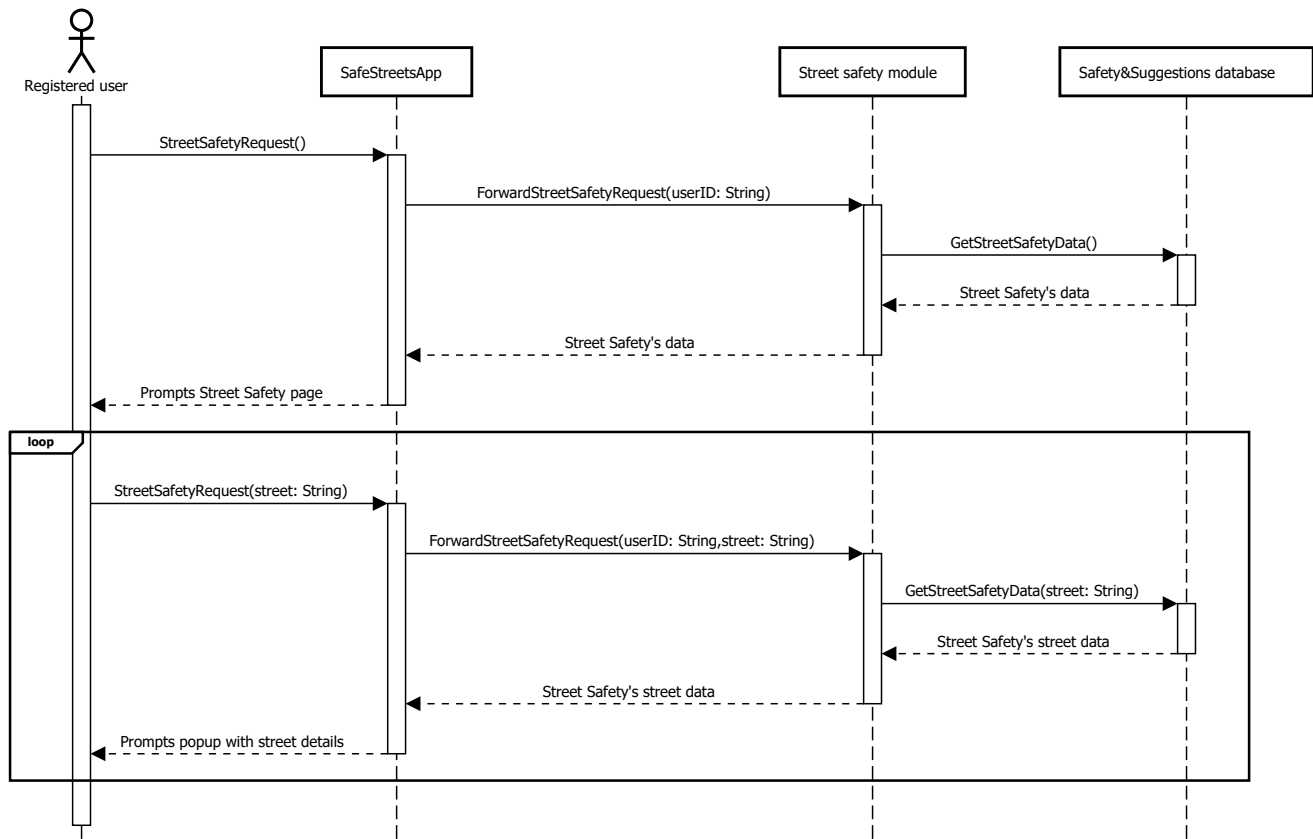 Registered user
SafeStreetsApp
Street safety module
Safety&Suggestions database
StreetSafetyRequest()
ForwardStreetSafetyRequest(userID: String)
GetStreetSafetyData()
Street Safety's data
Street Safety's data
Prompts Street Safety page
loop
StreetSafetyRequest(street: String)
ForwardStreetSafetyRequest(userID: String,street: String)
GetStreetSafetyData(street: String)
Street Safety's street data
Street Safety's street data
Prompts popup with street details